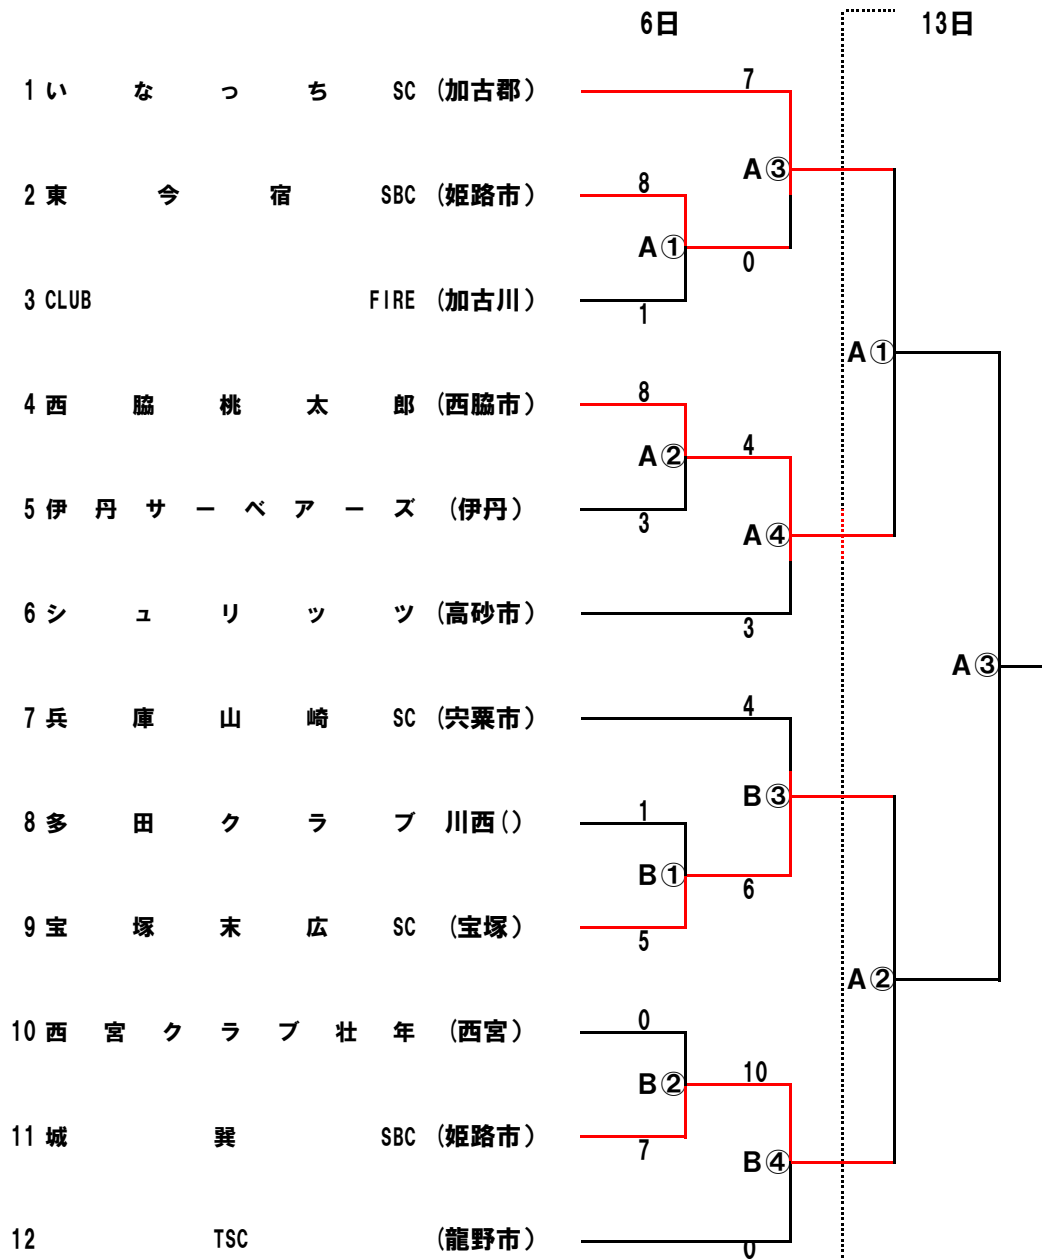 6日 13日
7
1 いなっち SC (加古郡)
A③
8
2 東今宿 SBC (姫路市)
A①
0
3 CLUB FIRE (加古川)
1
A①
8
4 西脇桃太郎 (西脇市)
4
A②
5 伊丹サーベアーズ (伊丹)
3
A④
6 シュリッツ (高砂市)
3
A③
4
7 兵庫山崎 SC (宍粟市)
B③
1
8 多田クラブ 川西()
B①
6
9 宝塚末広 SC (宝塚)
5
A②
0
10 西宮クラブ壮年 (西宮)
10
B②
11 城巽 SBC (姫路市)
7
B④
12 TSC (龍野市)
0